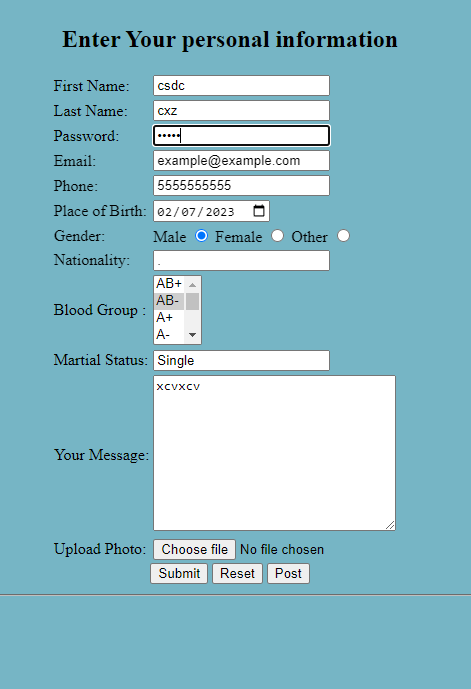 Enter Your personal information
First Name: csdc
Last Name: cxz
Password: •••••
Email: example@example.com
Phone: 5555555555
Place of Birth: 02/07/2023
Gender: Male Female Other
Nationality: .
Blood Group : AB+
AB-
A+
A-
Martial Status: Single
Your Message: xcvxcv
Upload Photo: Choose file No file chosen
Submit Reset Post